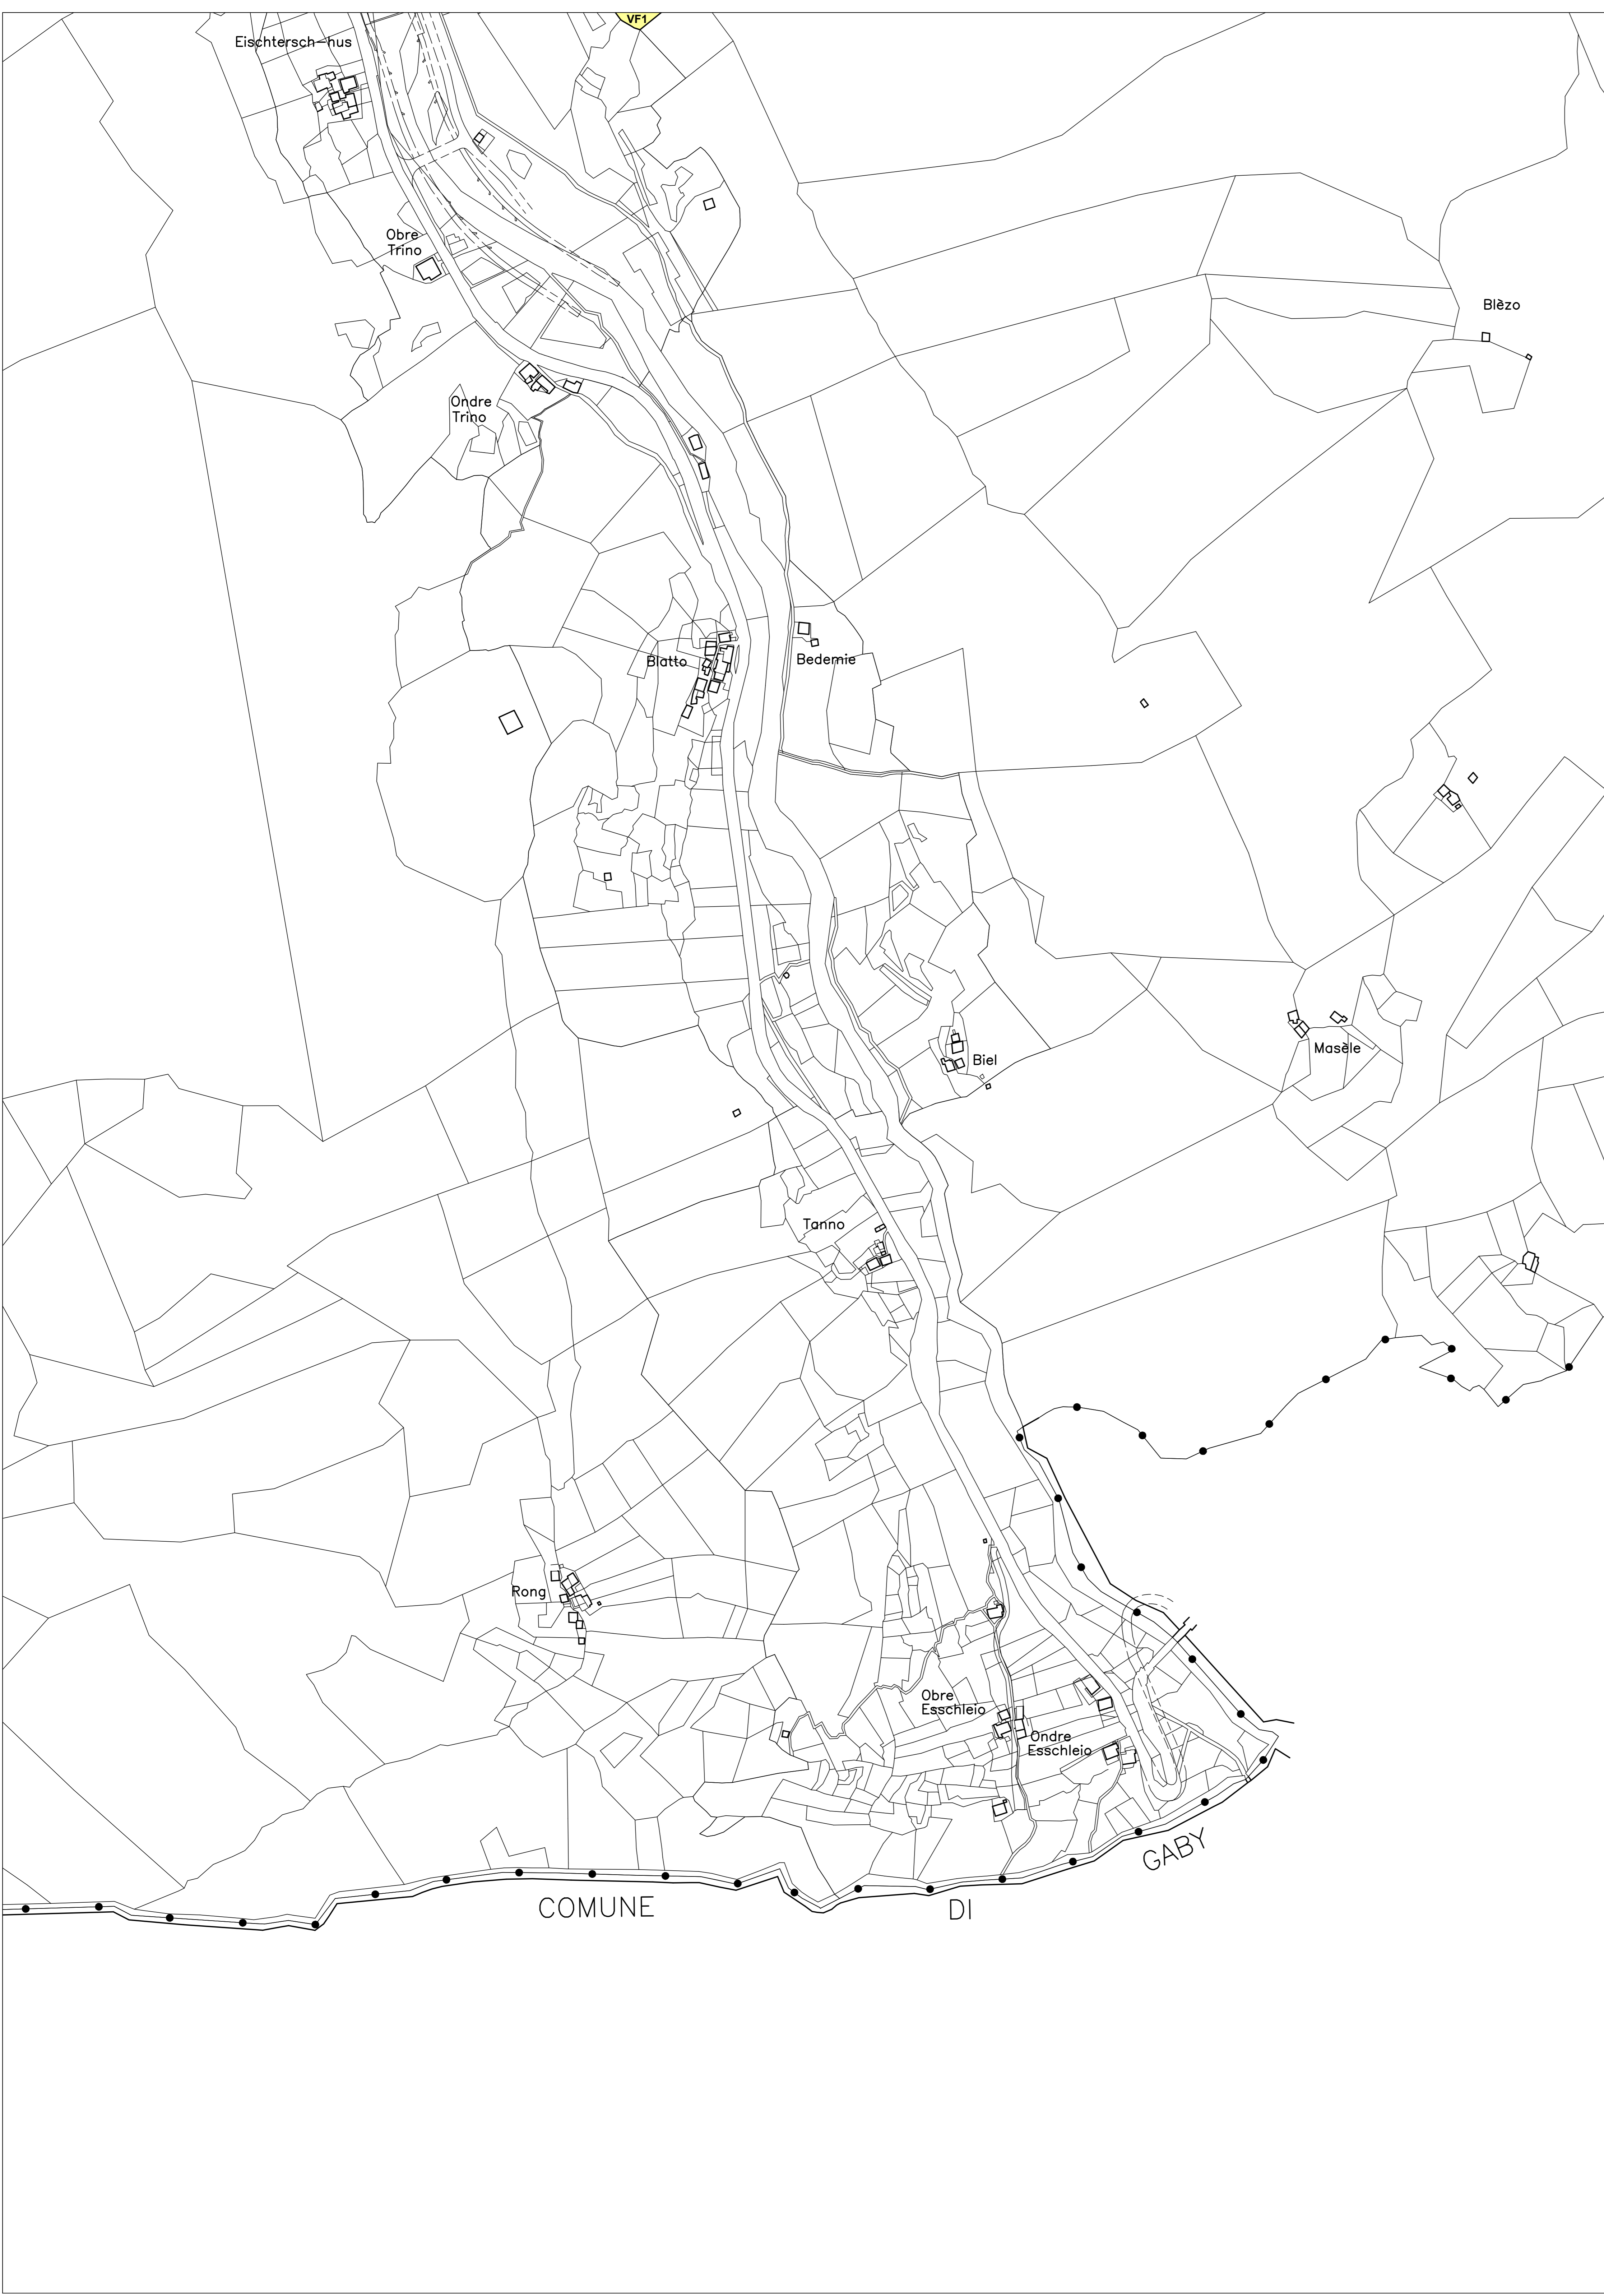 VF1
Eischtersch-hus
Obre
Trino
Blèzo
Ondre
Trino
Blatto
Bedemie
Masèle
Biel
Tanno
Rong
Obre
Esschleio
Ondre
Esschleio
GABY
COMUNE DI